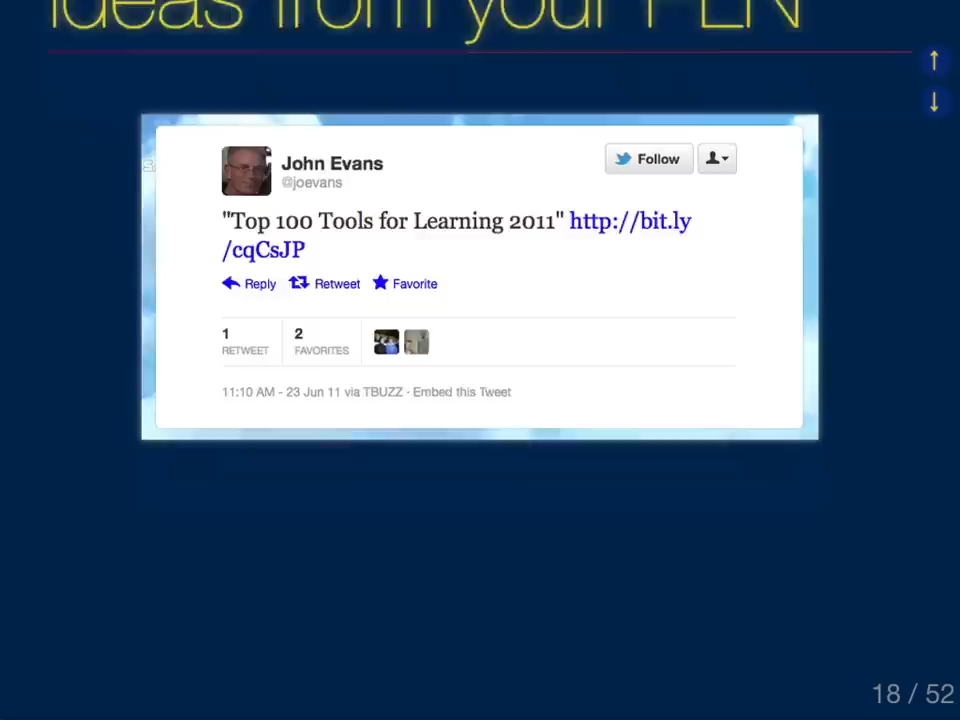 ideas from your PLN
↑
↓
John Evans
@joevans
Follow
"Top 100 Tools for Learning 2011" http://bit.ly
/cqCsJP
Reply Retweet Favorite
1 2
RETWEET FAVORITES
11:10 AM - 23 Jun 11 via TBUZZ · Embed this Tweet
18 / 52